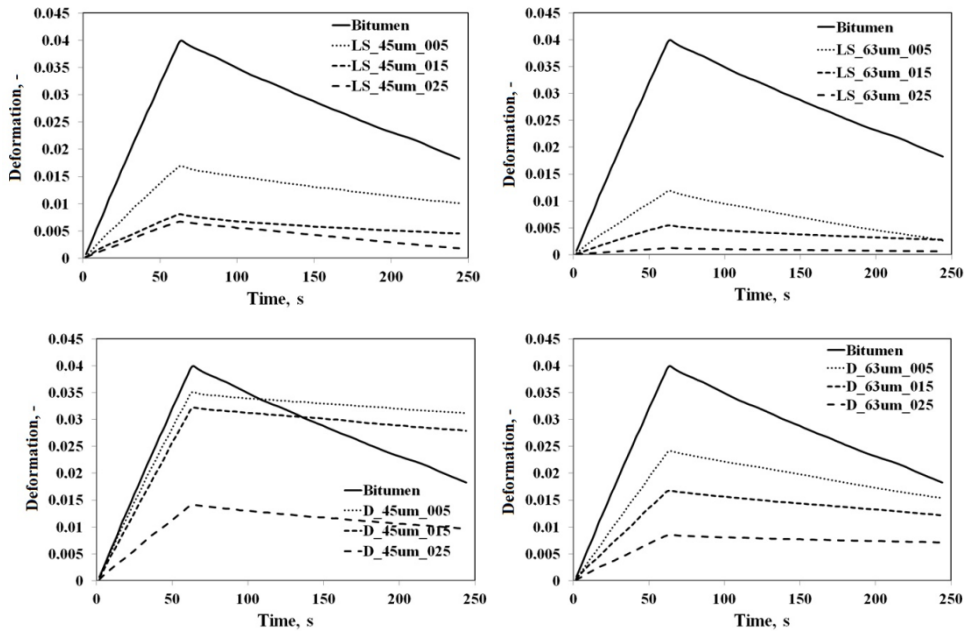 0.045
0.04
0.035
0.03
0.025
0.02
0.015
0.01
0.005
0
Deformation, -
Bitumen
LS_45um_005
LS_45um_015
LS_45um_025
0 50 100 150 200 250
Time, s
0.045
0.04
0.035
0.03
0.025
0.02
0.015
0.01
0.005
0
Deformation, -
Bitumen
LS_63um_005
LS_63um_015
LS_63um_025
0 50 100 150 200 250
Time, s
0.045
0.04
0.035
0.03
0.025
0.02
0.015
0.01
0.005
0
Deformation, -
Bitumen
D_45um_005
D_45um_015
D_45um_025
0 50 100 150 200 250
Time, s
0.045
0.04
0.035
0.03
0.025
0.02
0.015
0.01
0.005
0
Deformation, -
Bitumen
D_63um_005
D_63um_015
D_63um_025
0 50 100 150 200 250
Time, s